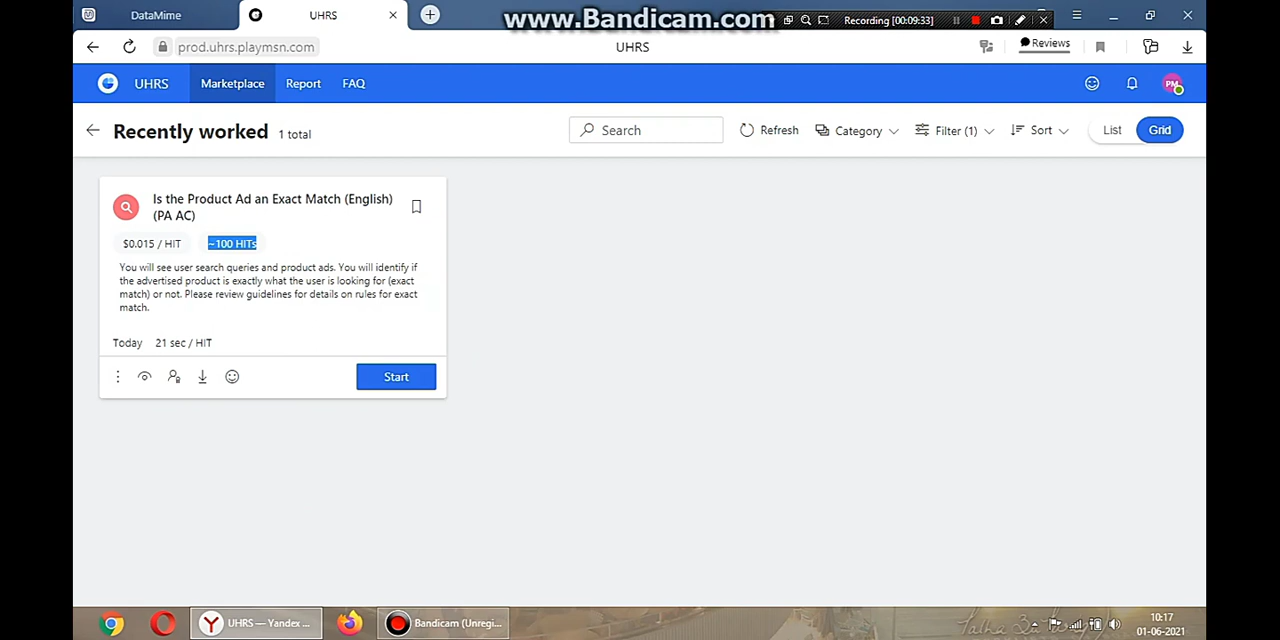 DataMime
UHRS
www.Bandicam.com
Recording [00:09:33]
prod.uhrs.playmsn.com
UHRS
Reviews
UHRS
Marketplace
Report
FAQ
PM
Recently worked
1 total
Search
Refresh
Category
Filter (1)
Sort
List
Grid
Is the Product Ad an Exact Match (English)
(PA AC)
$0.015 / HIT
~100 HITs
You will see user search queries and product ads. You will identify if
the advertised product is exactly what the user is looking for (exact
match) or not. Please review guidelines for details on rules for exact
match.
Today
21 sec / HIT
Start
UHRS — Yandex ...
Bandicam (Unregi...
10:17
01-06-2021